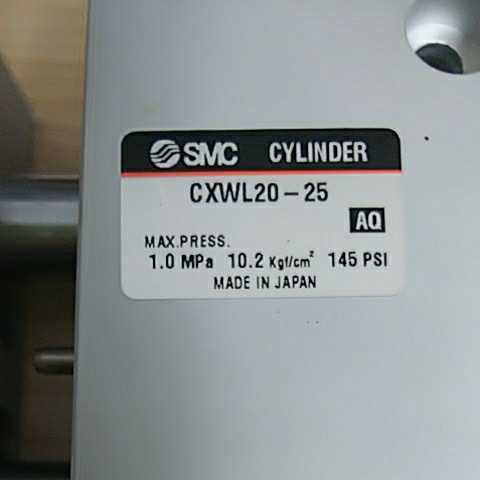 SMC CYLINDER
CXWL20-25
AQ
MAX.PRESS.
1.0 MPa 10.2 Kgf/cm² 145 PSI
MADE IN JAPAN